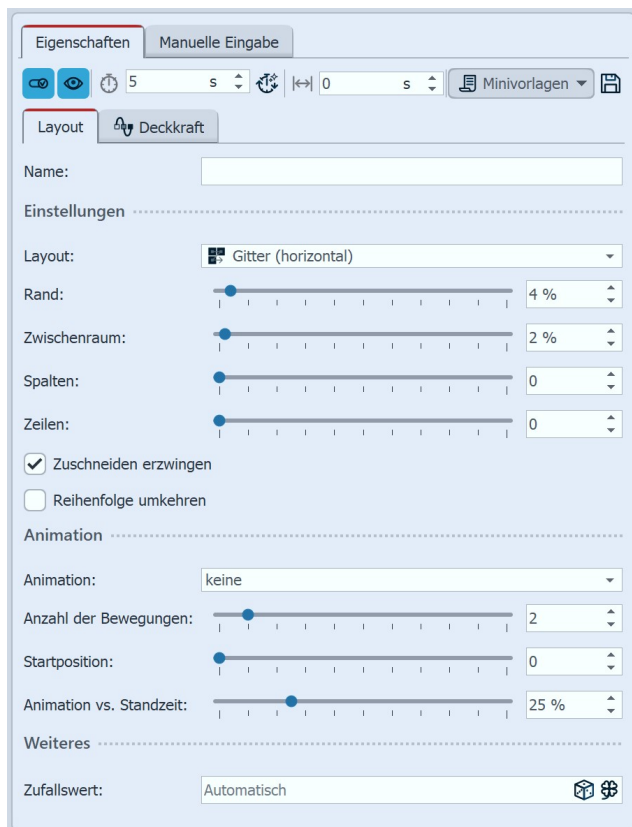 Eigenschaften Manuelle Eingabe
5 s 0 s Minivorlagen
Layout Deckkraft
Name:
Einstellungen
Layout: Gitter (horizontal)
Rand: 4 %
Zwischenraum: 2 %
Spalten: 0
Zeilen: 0
Zuschneiden erzwingen
Reihenfolge umkehren
Animation
Animation: keine
Anzahl der Bewegungen: 2
Startposition: 0
Animation vs. Standzeit: 25 %
Weiteres
Zufallswert: Automatisch